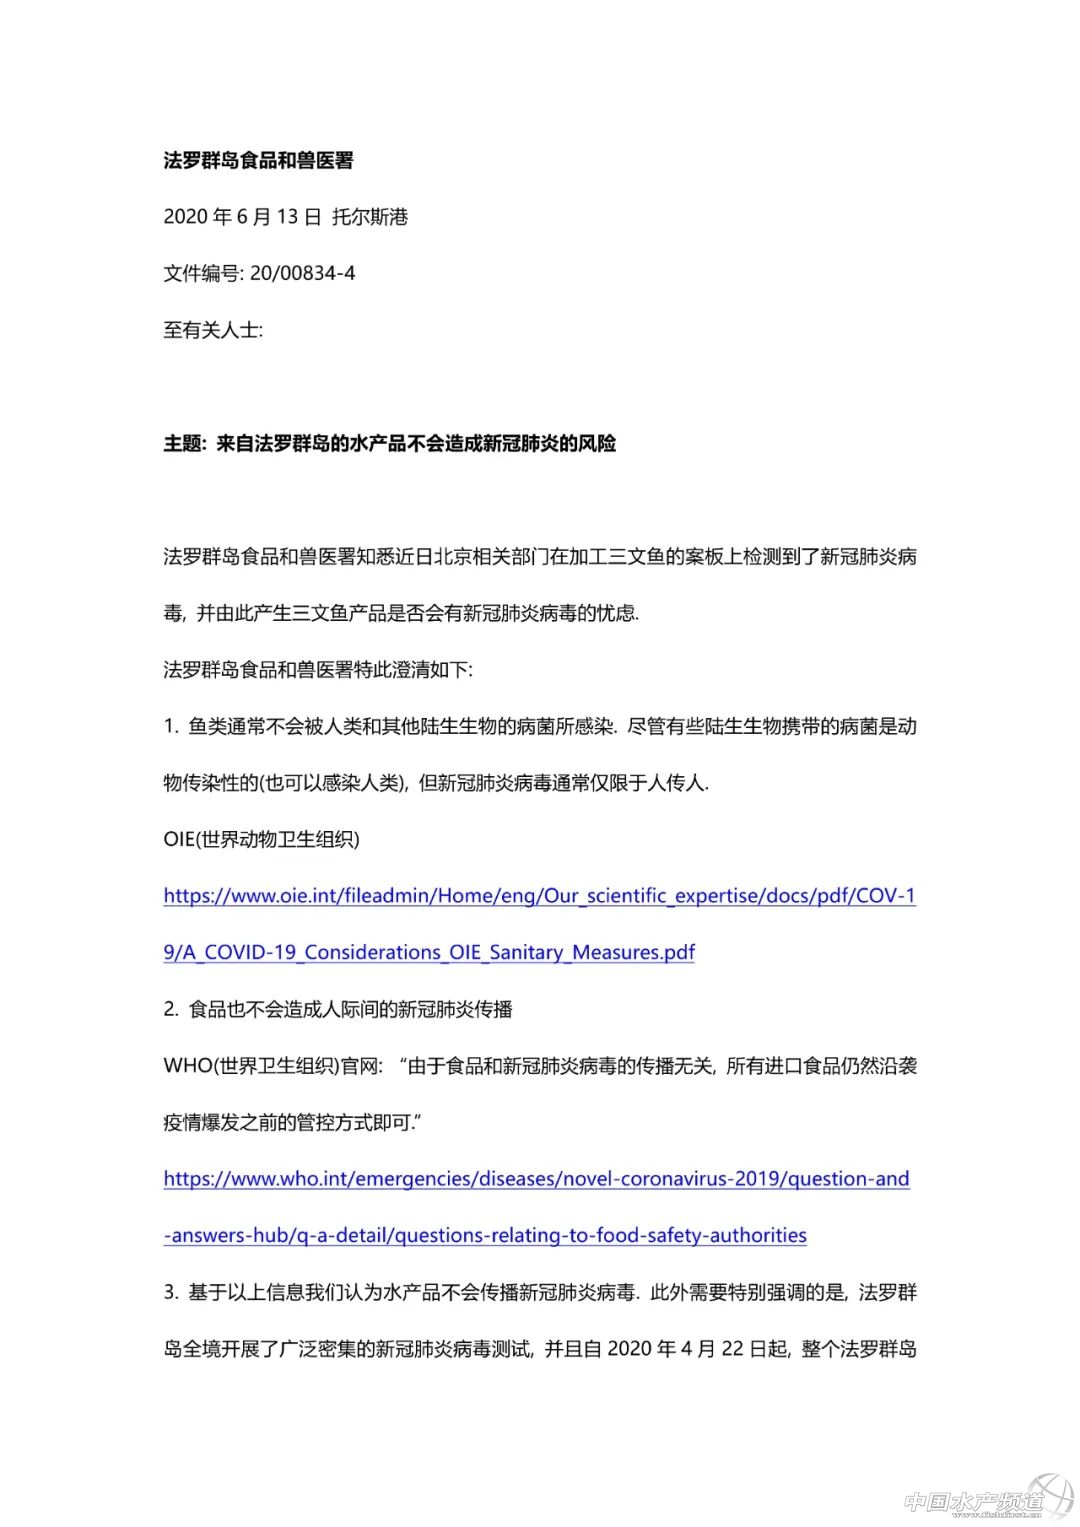 法罗群岛食品和兽医署
2020 年 6 月 13 日 托尔斯港
文件编号: 20/00834-4
至有关人士:
主题: 来自法罗群岛的水产品不会造成新冠肺炎的风险
法罗群岛食品和兽医署知悉近日北京相关部门在加工三文鱼的案板上检测到了新冠肺炎病
毒, 并由此产生三文鱼产品是否会有新冠肺炎病毒的忧虑.
法罗群岛食品和兽医署特此澄清如下:
1. 鱼类通常不会被人类和其他陆生生物的病菌所感染. 尽管有些陆生生物携带的病菌是动
物传染性的(也可以感染人类), 但新冠肺炎病毒通常仅限于人传人.
OIE(世界动物卫生组织)
https://www.oie.int/fileadmin/Home/eng/Our_scientific_expertise/docs/pdf/COV-1
9/A_COVID-19_Considerations_OIE_Sanitary_Measures.pdf
2. 食品也不会造成人际间的新冠肺炎传播
WHO(世界卫生组织)官网: “由于食品和新冠肺炎病毒的传播无关, 所有进口食品仍然沿袭
疫情爆发之前的管控方式即可.”
https://www.who.int/emergencies/diseases/novel-coronavirus-2019/question-and
-answers-hub/q-a-detail/questions-relating-to-food-safety-authorities
3. 基于以上信息我们认为水产品不会传播新冠肺炎病毒. 此外需要特别强调的是, 法罗群
岛全境开展了广泛密集的新冠肺炎病毒测试, 并且自 2020 年 4 月 22 日起, 整个法罗群岛
中国水产频道
www.fishfirst.cn